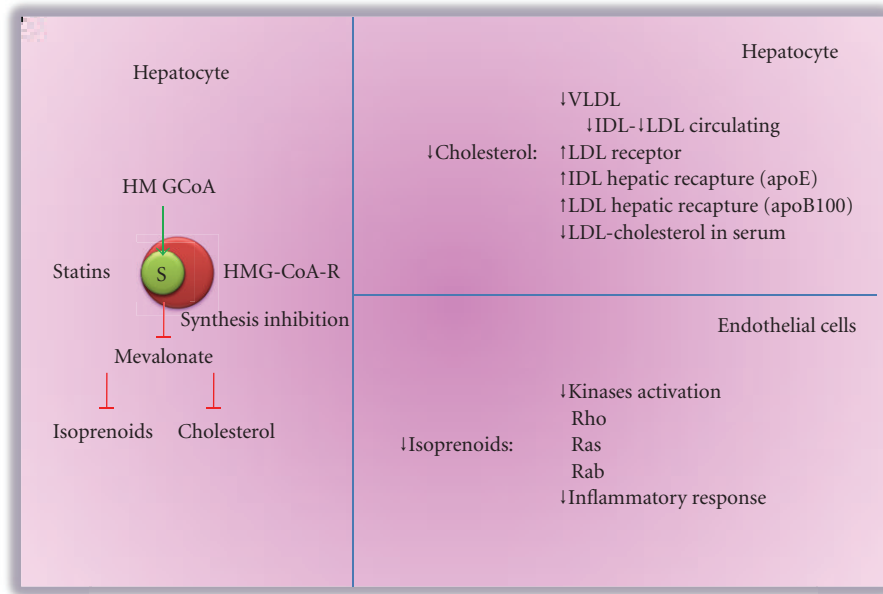 Hepatocyte
HM GCoA
Statins
S
HMG-CoA-R
Synthesis inhibition
Mevalonate
Isoprenoids
Cholesterol
Hepatocyte
↓Cholesterol:
↓VLDL
↓IDL-↓LDL circulating
↑LDL receptor
↑IDL hepatic recapture (apoE)
↑LDL hepatic recapture (apoB100)
↓LDL-cholesterol in serum
Endothelial cells
↓Isoprenoids:
↓Kinases activation
Rho
Ras
Rab
↓Inflammatory response